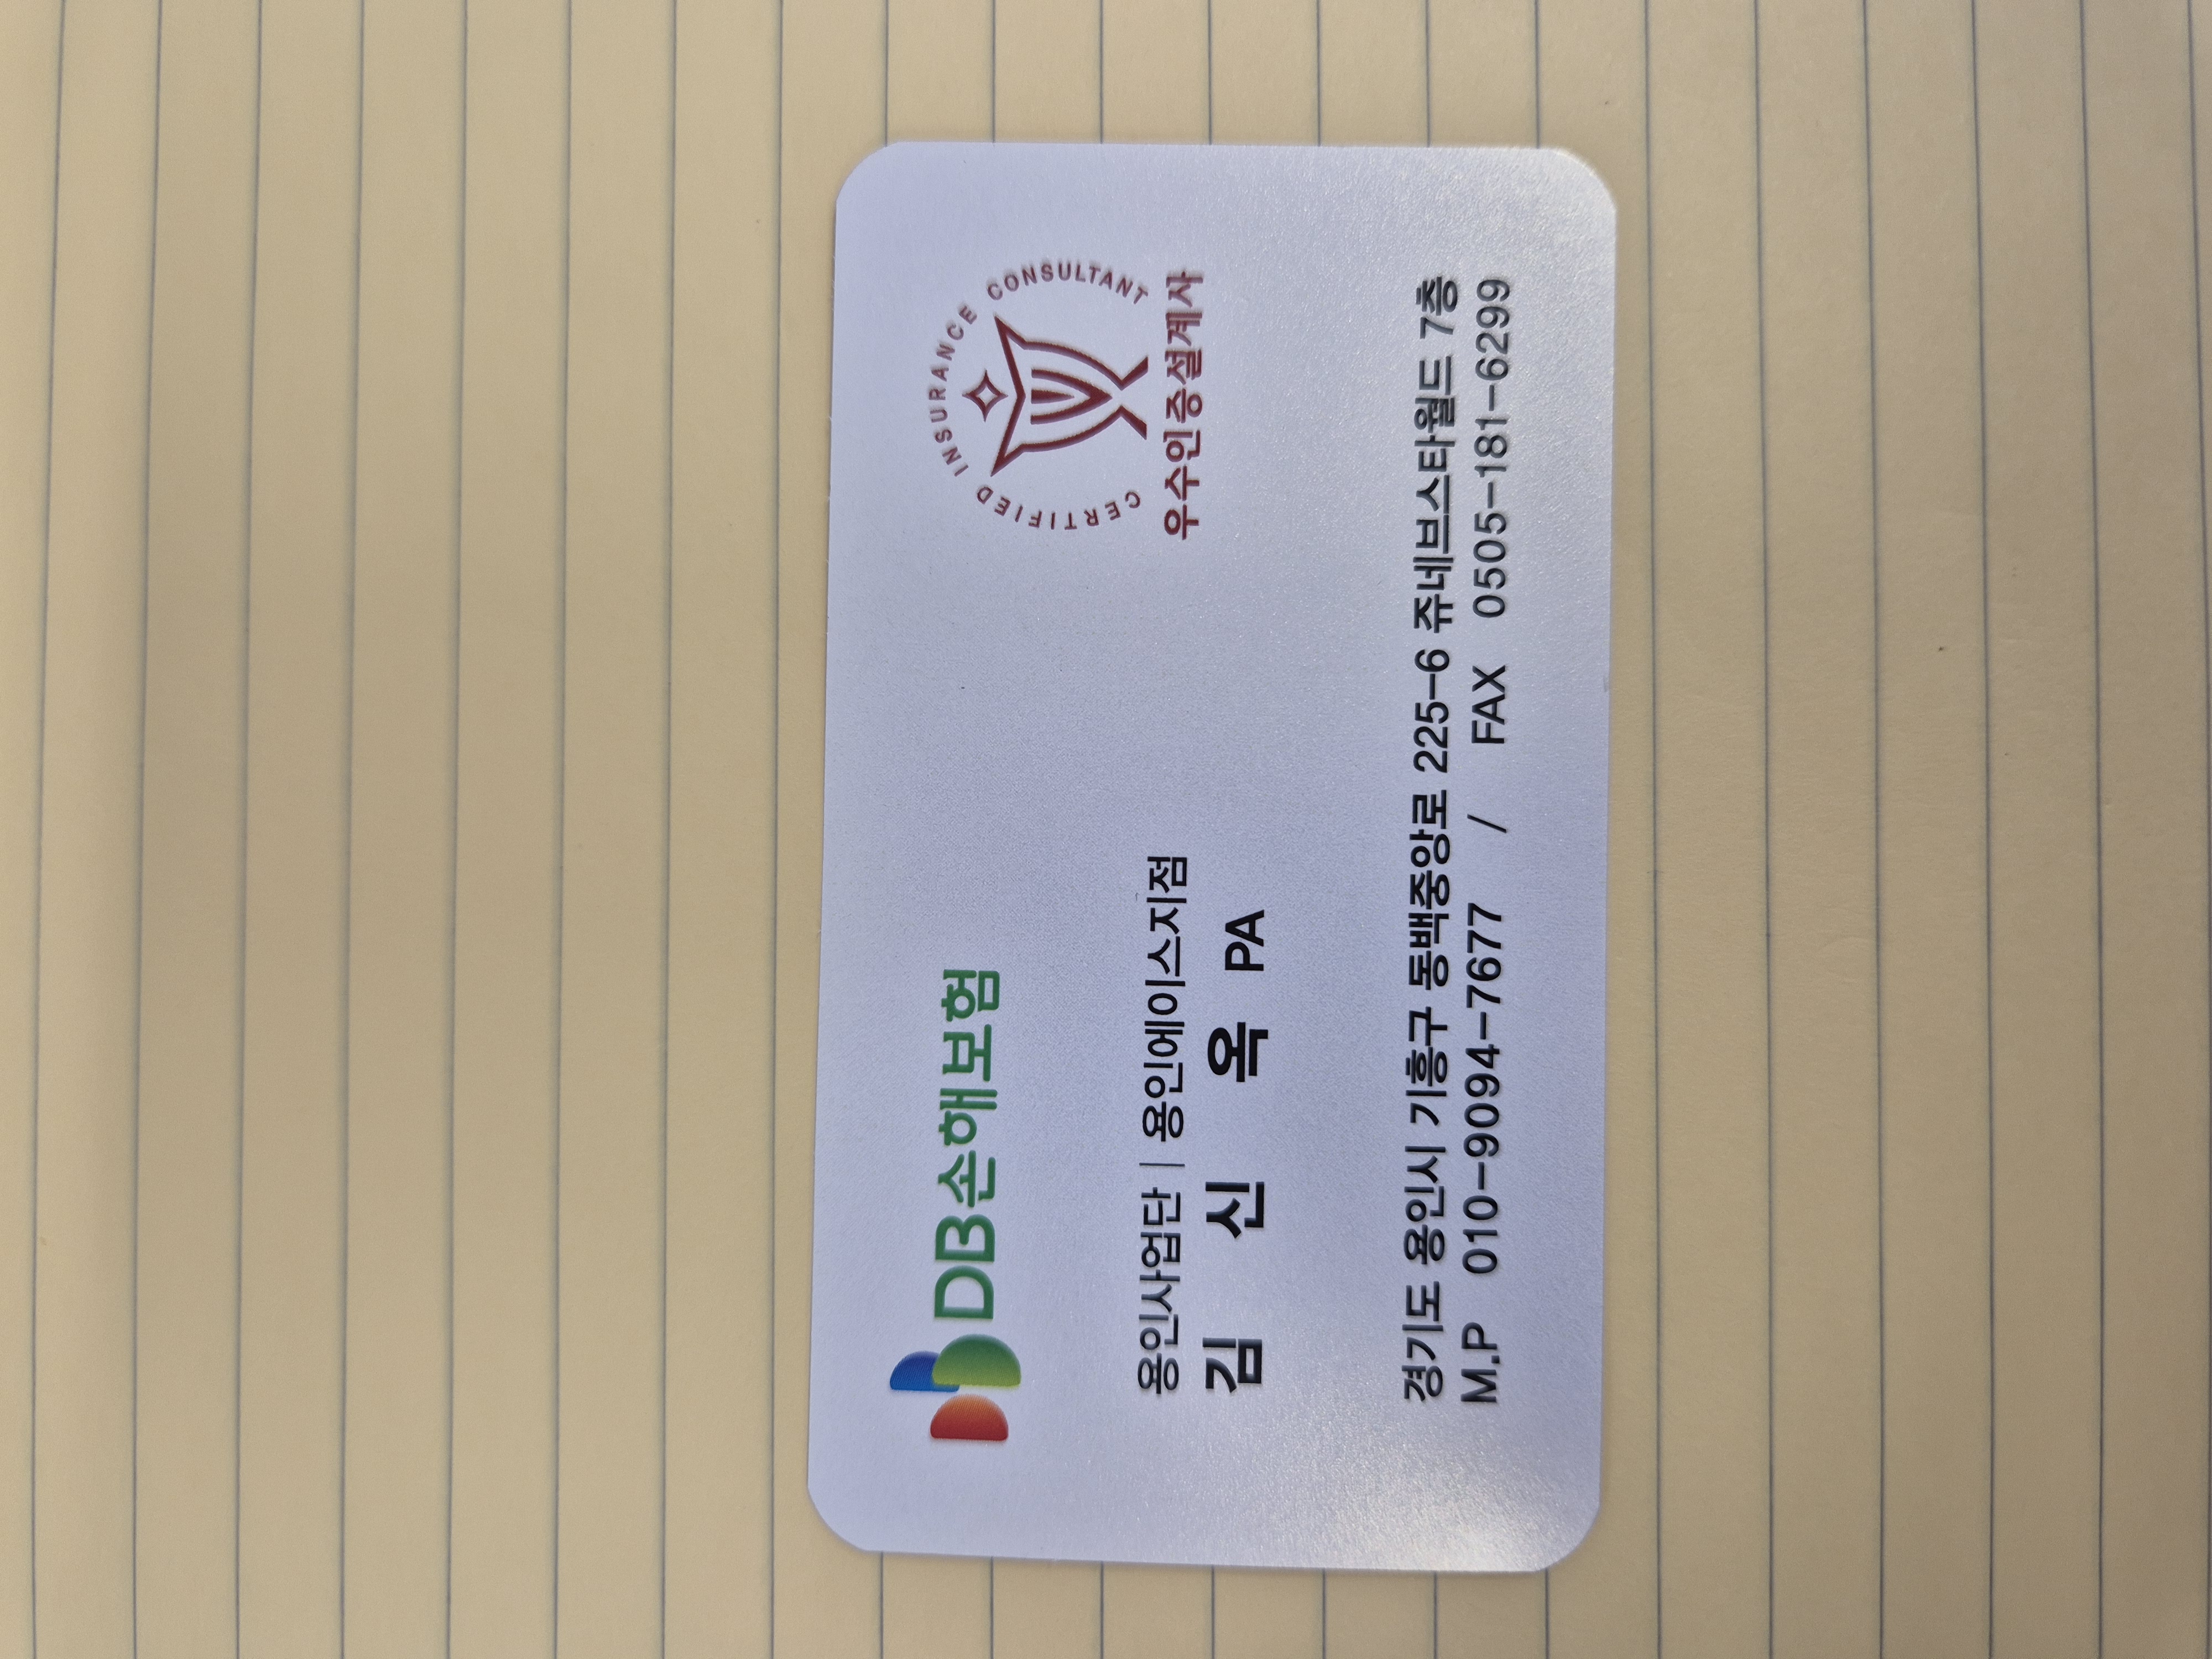 DB손해보험
CERTIFIED INSURANCE CONSULTANT
우수인증설계사
용인사업단 | 용인에이스지점
김 신 옥 PA
경기도 용인시 기흥구 동백중앙로 225-6 쥬네브스타월드 7층
M.P 010-9094-7677 / FAX 0505-181-6299